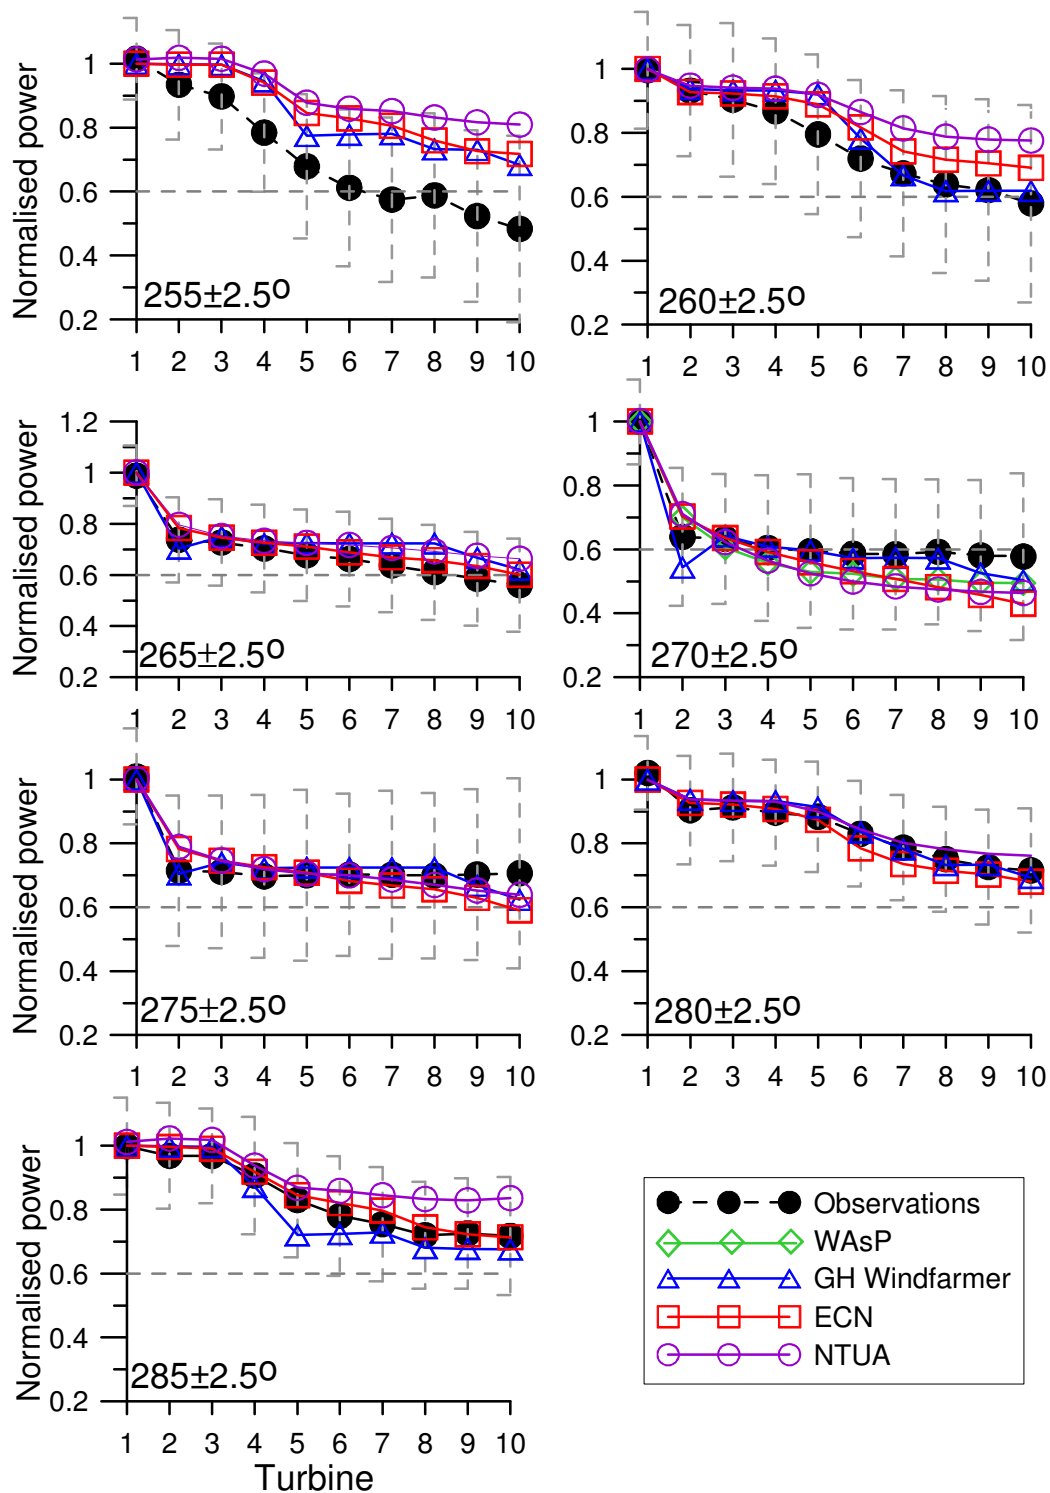 Normalised power
1
0.8
0.6
0.4
0.2
255±2.5º
1 2 3 4 5 6 7 8 9 10
1
0.8
0.6
0.4
0.2
260±2.5º
1 2 3 4 5 6 7 8 9 10
Normalised power
1.2
1
0.8
0.6
0.4
0.2
265±2.5º
1 2 3 4 5 6 7 8 9 10
1
0.8
0.6
0.4
0.2
270±2.5º
1 2 3 4 5 6 7 8 9 10
Normalised power
1
0.8
0.6
0.4
0.2
275±2.5º
1 2 3 4 5 6 7 8 9 10
1
0.8
0.6
0.4
0.2
280±2.5º
1 2 3 4 5 6 7 8 9 10
Normalised power
1
0.8
0.6
0.4
0.2
285±2.5º
1 2 3 4 5 6 7 8 9 10
Turbine
Observations
WAsP
GH Windfarmer
ECN
NTUA